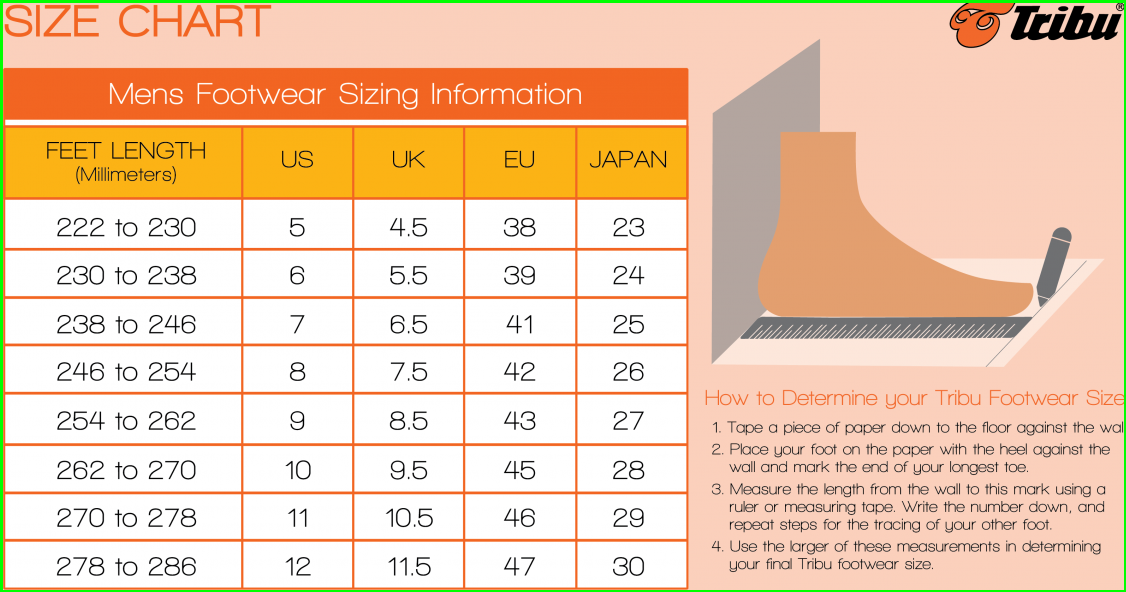 SIZE CHART
Tribu®
Mens Footwear Sizing Information
FEET LENGTH (Millimeters) US UK EU JAPAN
222 to 230 5 4.5 38 23
230 to 238 6 5.5 39 24
238 to 246 7 6.5 41 25
246 to 254 8 7.5 42 26
254 to 262 9 8.5 43 27
262 to 270 10 9.5 45 28
270 to 278 11 10.5 46 29
278 to 286 12 11.5 47 30
How to Determine your Tribu Footwear Size
1. Tape a piece of paper down to the floor against the wal
2. Place your foot on the paper with the heel against the
wall and mark the end of your longest toe.
3. Measure the length from the wall to this mark using a
ruler or measuring tape. Write the number down, and
repeat steps for the tracing of your other foot.
4. Use the larger of these measurements in determining
your final Tribu footwear size.